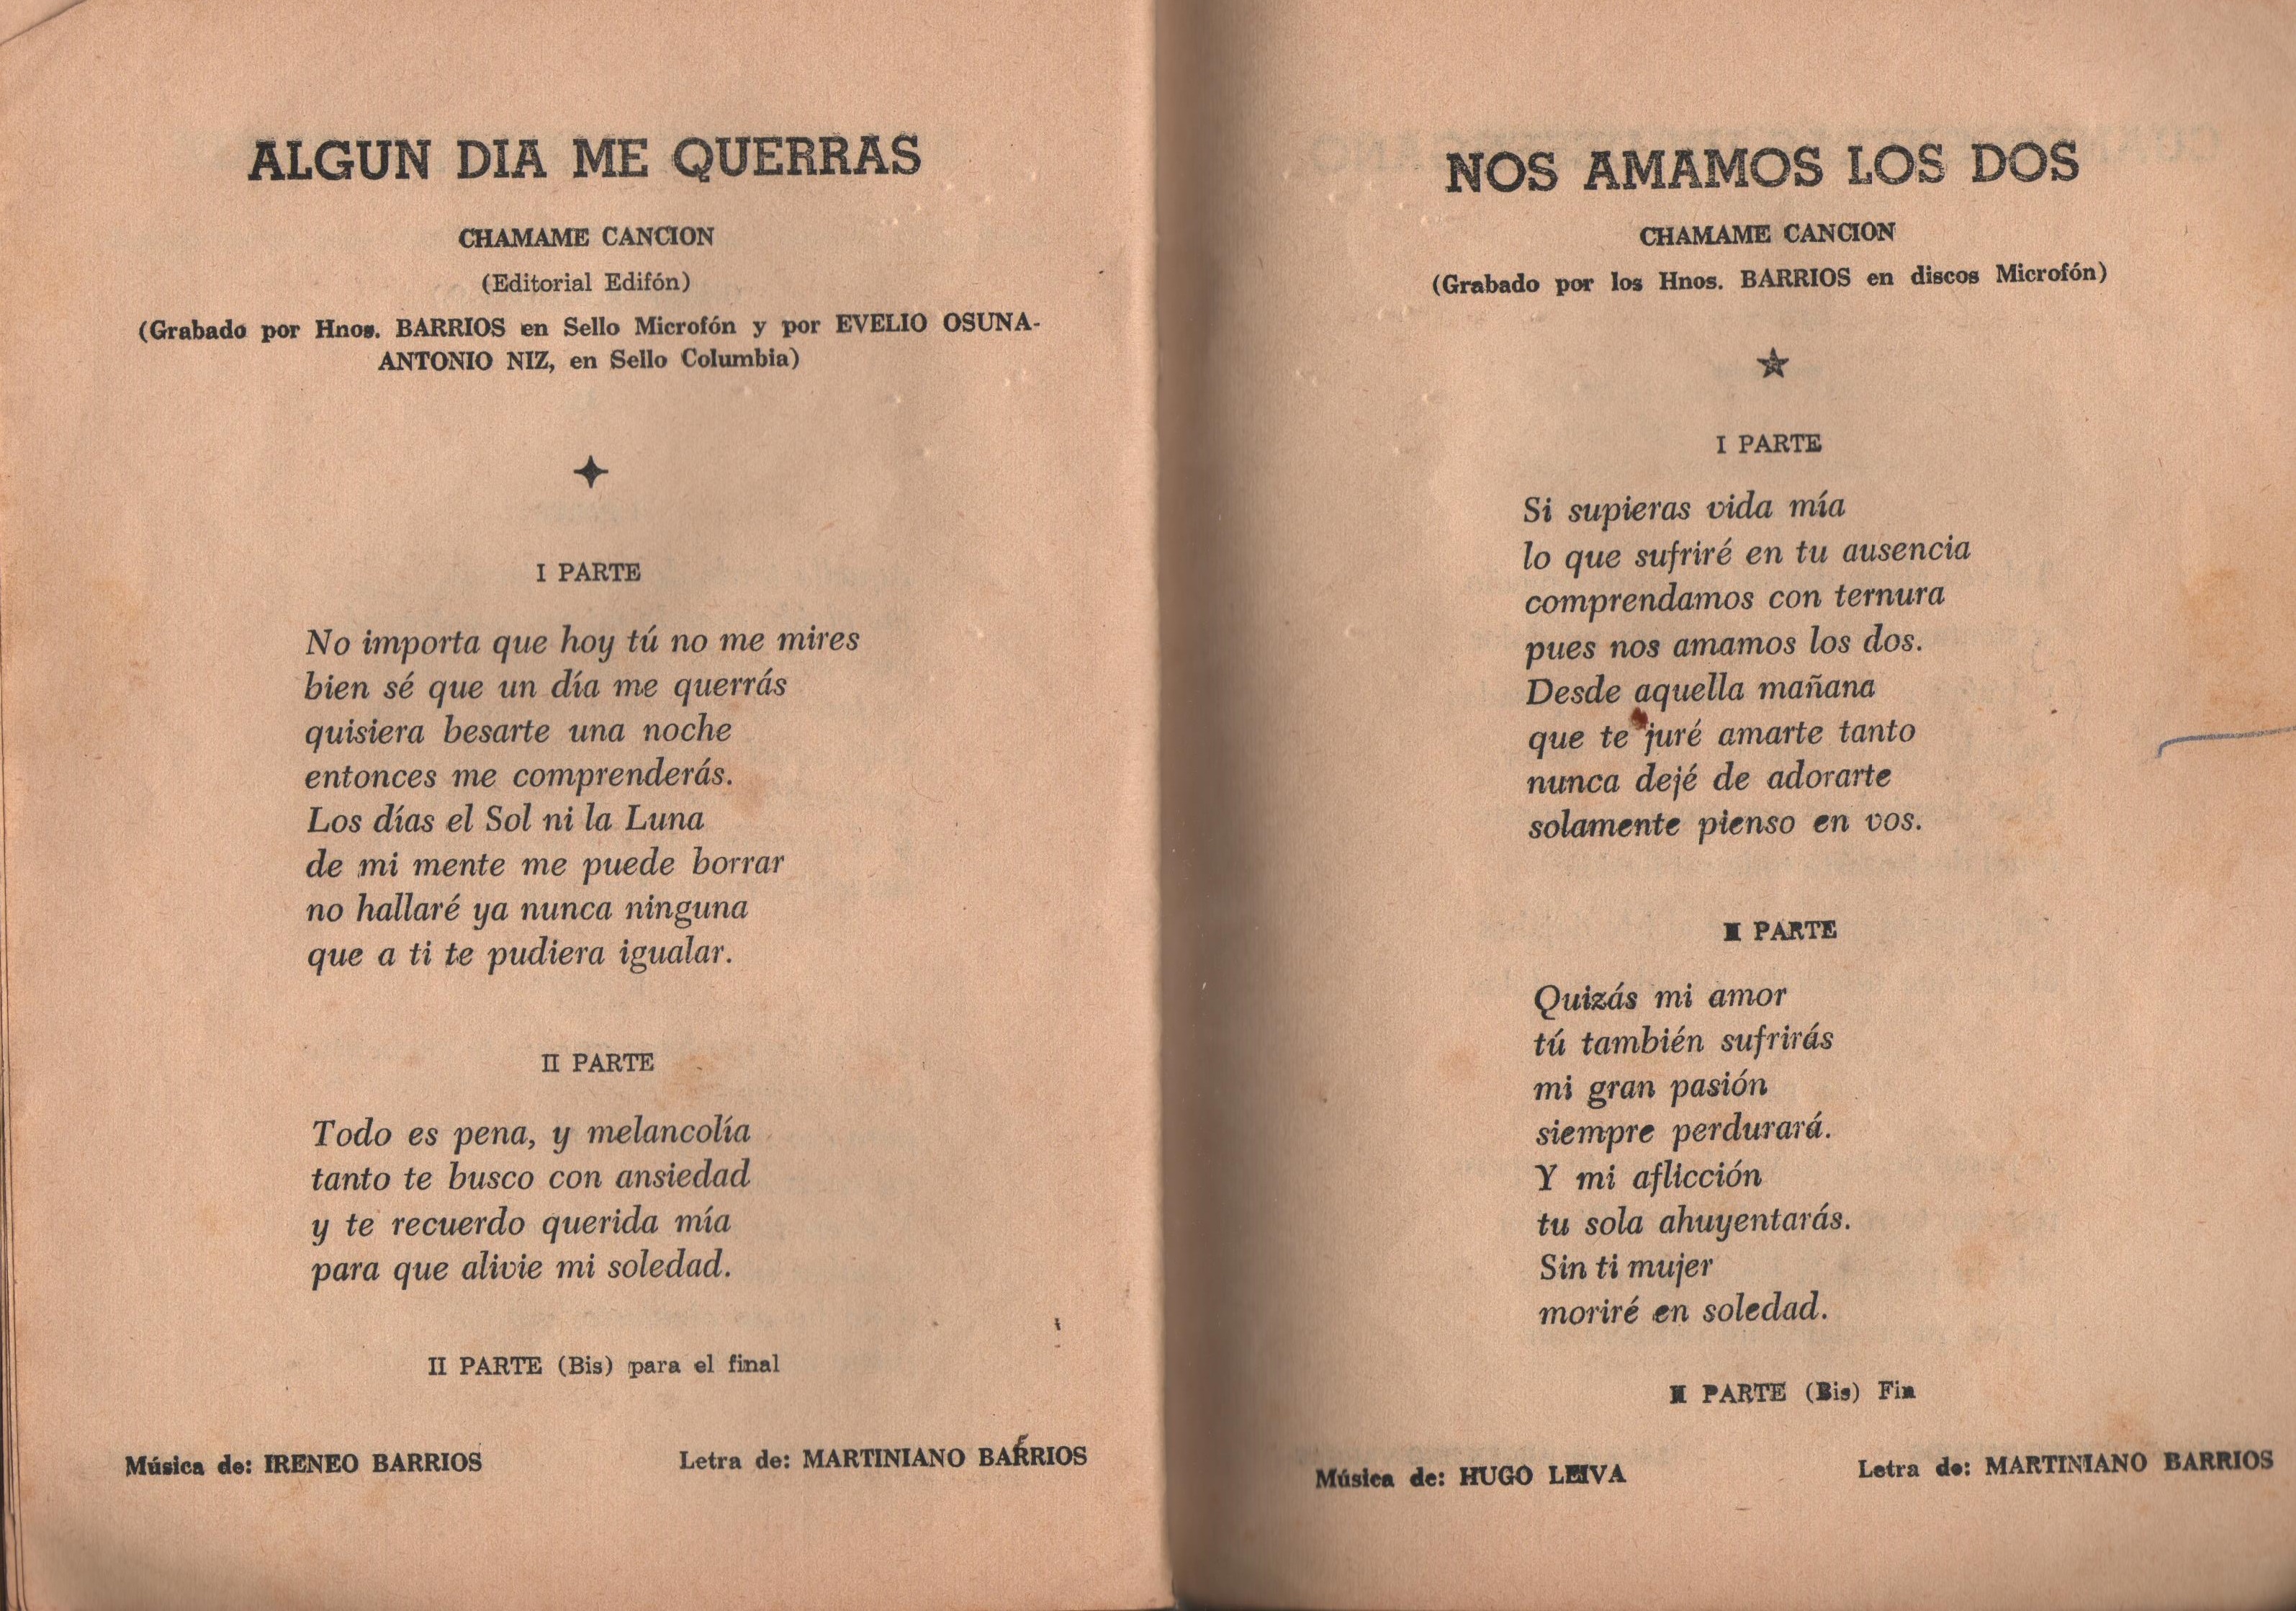 ALGUN DIA ME QUERRAS
CHAMAME CANCION
(Editorial Edifón)
(Grabado por Hnos. BARRIOS en Sello Microfón y por EVELIO OSUNA-
ANTONIO NIZ, en Sello Columbia)
I PARTE
No importa que hoy tú no me mires
bien sé que un día me querrás
quisiera besarte una noche
entonces me comprenderás.
Los días el Sol ni la Luna
de mi mente me puede borrar
no hallaré ya nunca ninguna
que a ti te pudiera igualar.
II PARTE
Todo es pena, y melancolía
tanto te busco con ansiedad
y te recuerdo querida mía
para que alivie mi soledad.
II PARTE (Bis) para el final
Música de: IRENEO BARRIOS Letra de: MARTINIANO BARRIOS
NOS AMAMOS LOS DOS
CHAMAME CANCION
(Grabado por los Hnos. BARRIOS en discos Microfón)
I PARTE
Si supieras vida mía
lo que sufriré en tu ausencia
comprendamos con ternura
pues nos amamos los dos.
Desde aquella mañana
que te juré amarte tanto
nunca dejé de adorarte
solamente pienso en vos.
II PARTE
Quizás mi amor
tú también sufrirás
mi gran pasión
siempre perdurará.
Y mi aflicción
tu sola ahuyentarás.
Sin ti mujer
moriré en soledad.
II PARTE (Bis) Fin
Música de: HUGO LEIVA Letra de: MARTINIANO BARRIOS